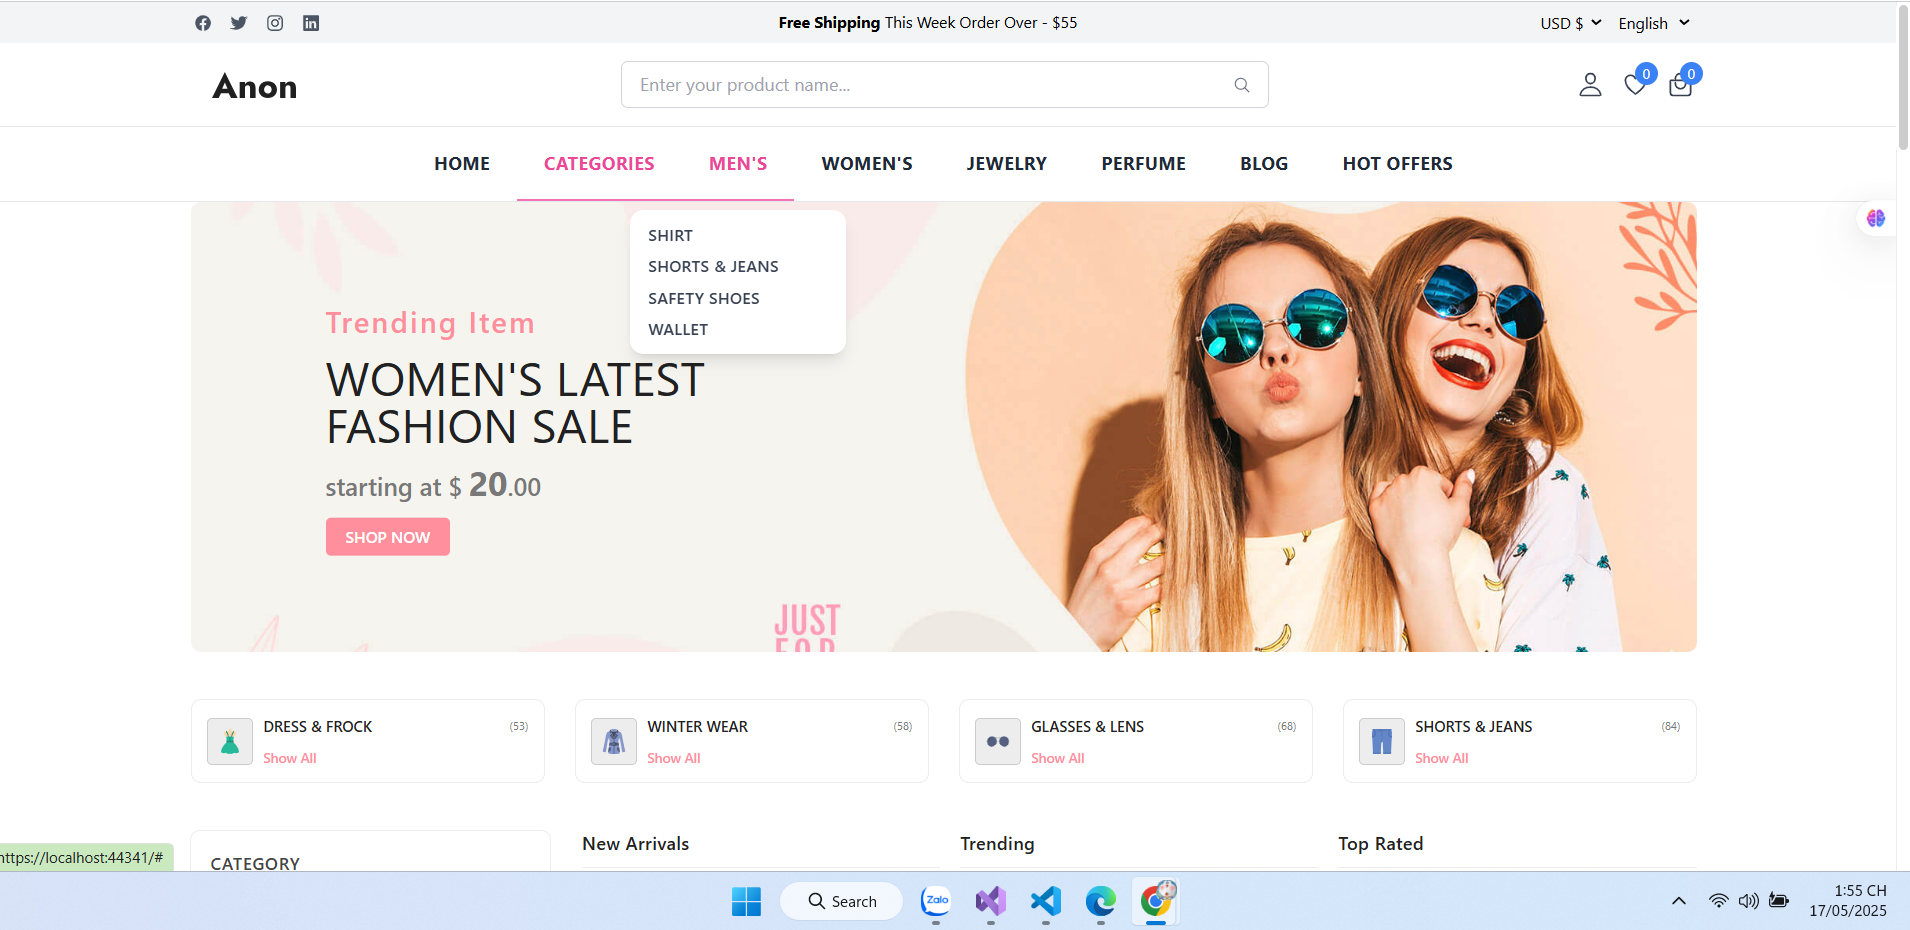 Free Shipping This Week Order Over - $55
USD $ English
Anon
Enter your product name...
0 0
HOME CATEGORIES MEN'S WOMEN'S JEWELRY PERFUME BLOG HOT OFFERS
SHIRT
SHORTS & JEANS
SAFETY SHOES
WALLET
Trending Item
WOMEN'S LATEST
FASHION SALE
starting at $ 20.00
SHOP NOW
JUST
FOR
DRESS & FROCK (53)
Show All
WINTER WEAR (58)
Show All
GLASSES & LENS (68)
Show All
SHORTS & JEANS (84)
Show All
CATEGORY
New Arrivals Trending Top Rated
https://localhost:44341/#
Search
Zalo
1:55 CH
17/05/2025